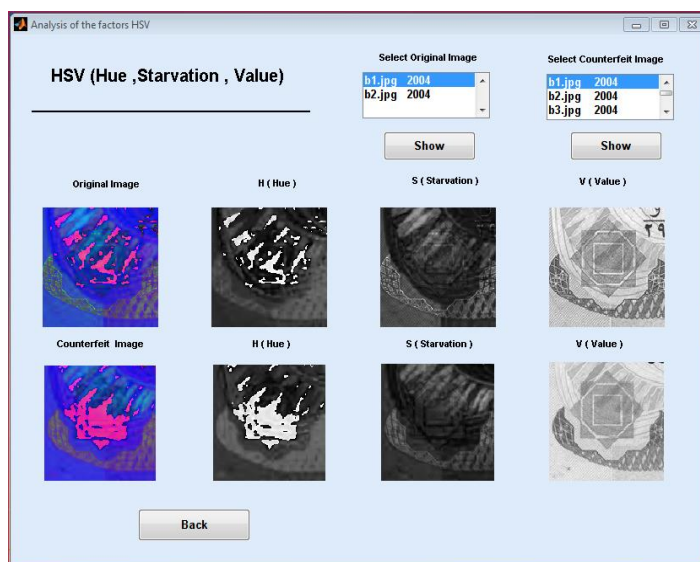 Analysis of the factors HSV
HSV (Hue ,Starvation , Value)
Select Original Image
b1.jpg 2004
b2.jpg 2004
Show
Select Counterfeit Image
b1.jpg 2004
b2.jpg 2004
b3.jpg 2004
Show
Original Image
H ( Hue )
S ( Starvation )
V ( Value )
٢٩
Counterfeit Image
H ( Hue )
S ( Starvation )
V ( Value )
Back